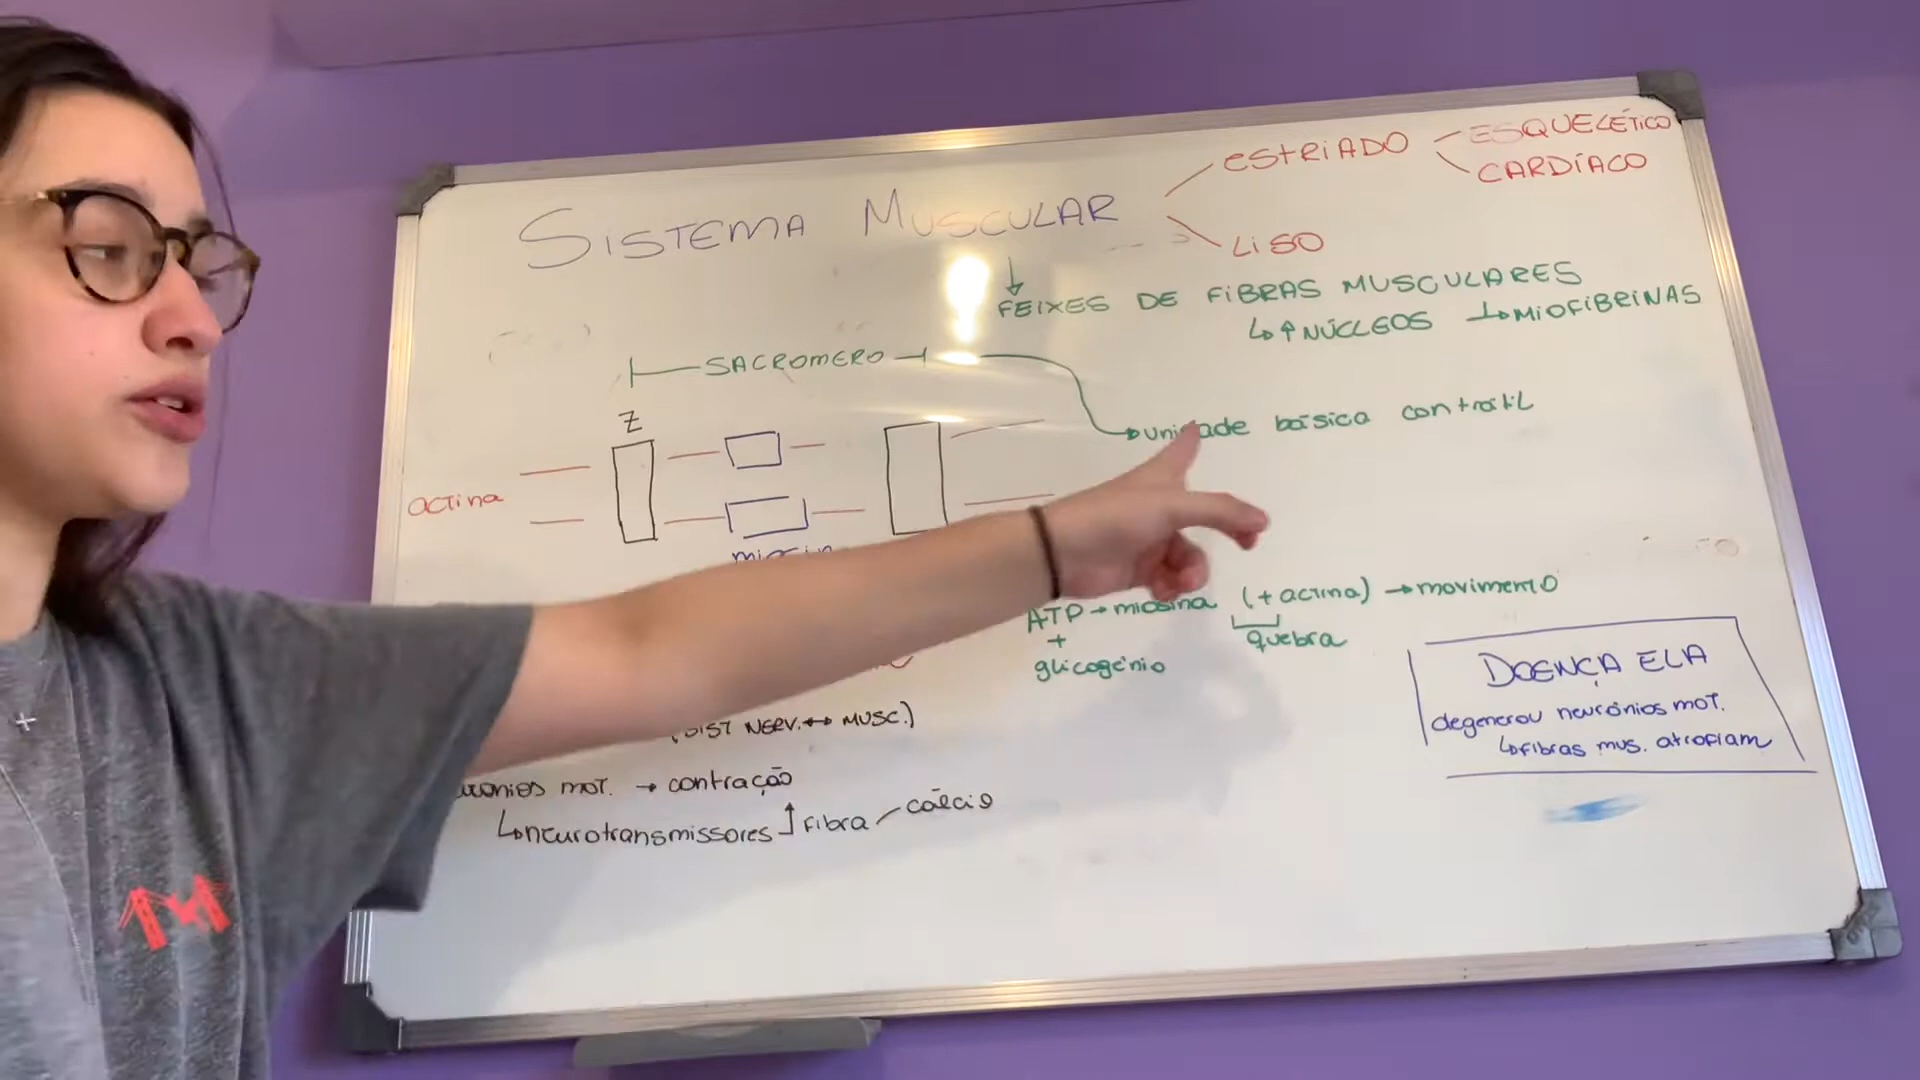 ESTRIADO
ESQUELÉTICO
CARDÍACO
SISTEMA MUSCULAR
LISO
FEIXES DE FIBRAS MUSCULARES
↳ ↑ NÚCLEOS ↳ MIOFIBRINAS
SACROMERO
Z
→ unidade básica contrátil
actina
ATP → miosina (+ actina) → movimento
+
quebra
glicogênio
DOENÇA ELA
degenerou neurônios mot.
↳ fibras mus. atrofiam
NERV. ↔ MUSC.)
mot. → contração
↳ neurotransmissores ↑ fibra cálcio